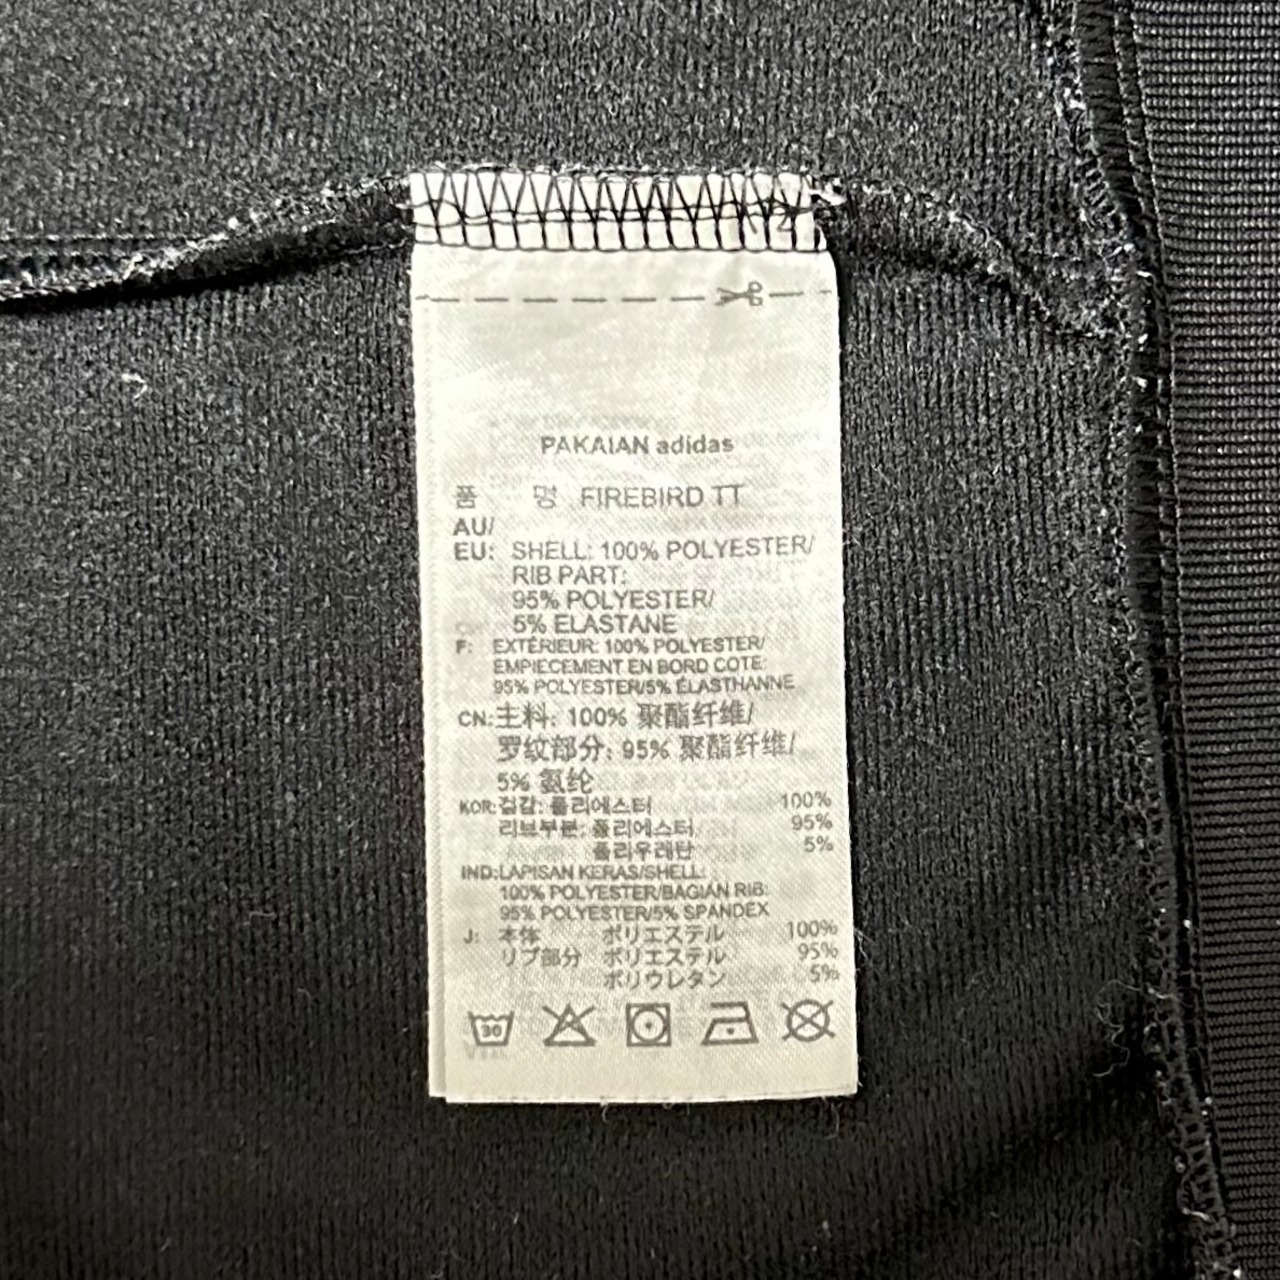 PAKAIAN adidas
품 명 FIREBIRD TT
AU/
EU: SHELL: 100% POLYESTER/
RIB PART:
95% POLYESTER/
5% ELASTANE
F: EXTÉRIEUR: 100% POLYESTER/
EMPIECEMENT EN BORD COTE:
95% POLYESTER/5% ÉLASTHANNE
CN: 主料: 100% 聚酯纤维/
罗纹部分: 95% 聚酯纤维/
5% 氨纶
KOR: 겉감: 폴리에스터 100%
리브부분: 폴리에스터 95%
폴리우레탄 5%
IND: LAPISAN KERAS/SHELL:
100% POLYESTER/BAGIAN RIB:
95% POLYESTER/5% SPANDEX
J: 本体 ポリエステル 100%
リブ部分 ポリエステル 95%
ポリウレタン 5%
30